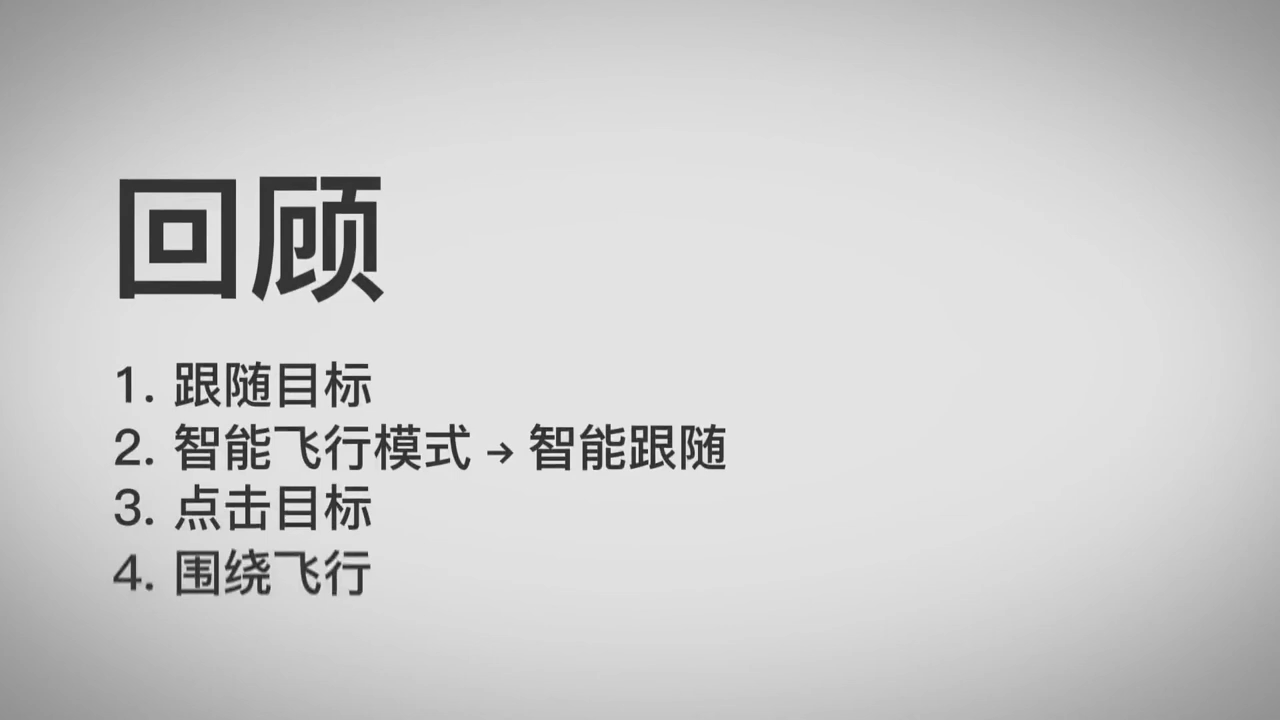 回顾
1. 跟随目标
2. 智能飞行模式 → 智能跟随
3. 点击目标
4. 围绕飞行